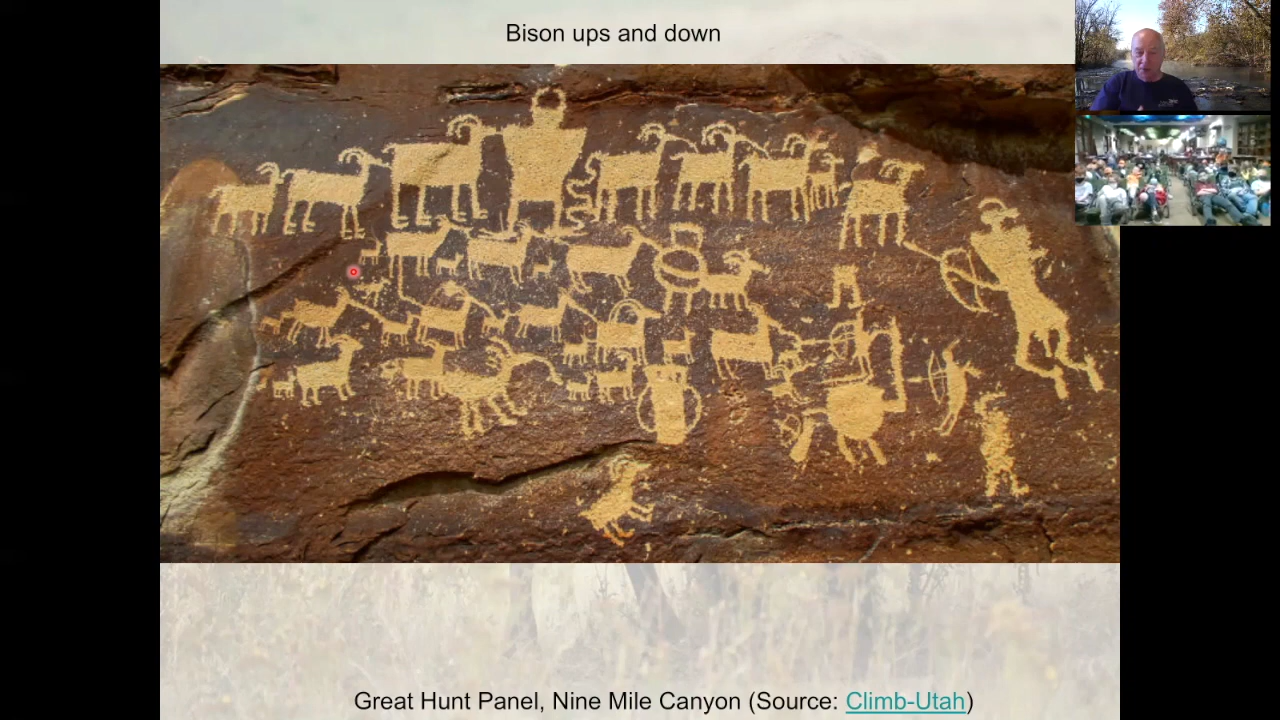 Bison ups and down
Great Hunt Panel, Nine Mile Canyon (Source: Climb-Utah)